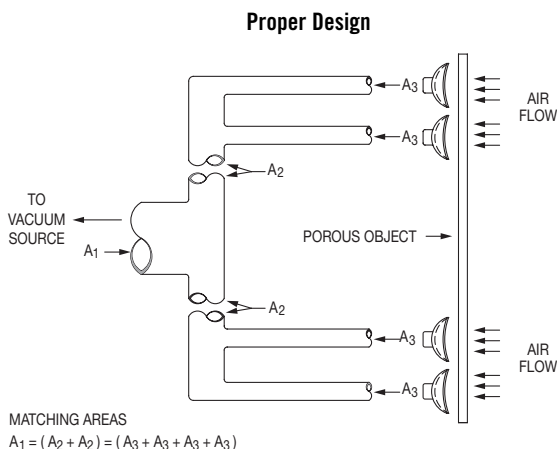 Proper Design
A3
AIR
FLOW
A3
A2
TO
VACUUM
SOURCE
A1
POROUS OBJECT
A2
A3
AIR
FLOW
A3
MATCHING AREAS
A1 = ( A2 + A2 ) = ( A3 + A3 + A3 + A3 )